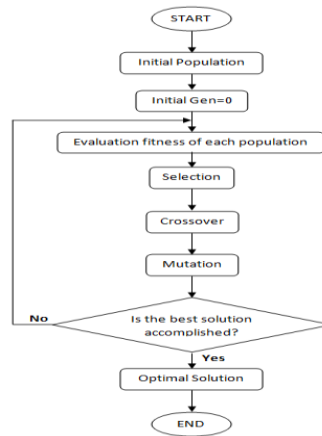 START
Initial Population
Initial Gen=0
Evaluation fitness of each population
Selection
Crossover
Mutation
Is the best solution
accomplished?
No
Yes
Optimal Solution
END